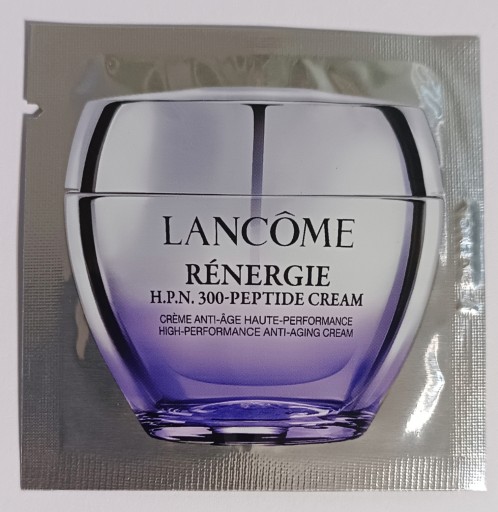 LANCÔME
RÉNERGIE
H.P.N. 300-PEPTIDE CREAM
CRÈME ANTI-ÂGE HAUTE-PERFORMANCE
HIGH-PERFORMANCE ANTI-AGING CREAM